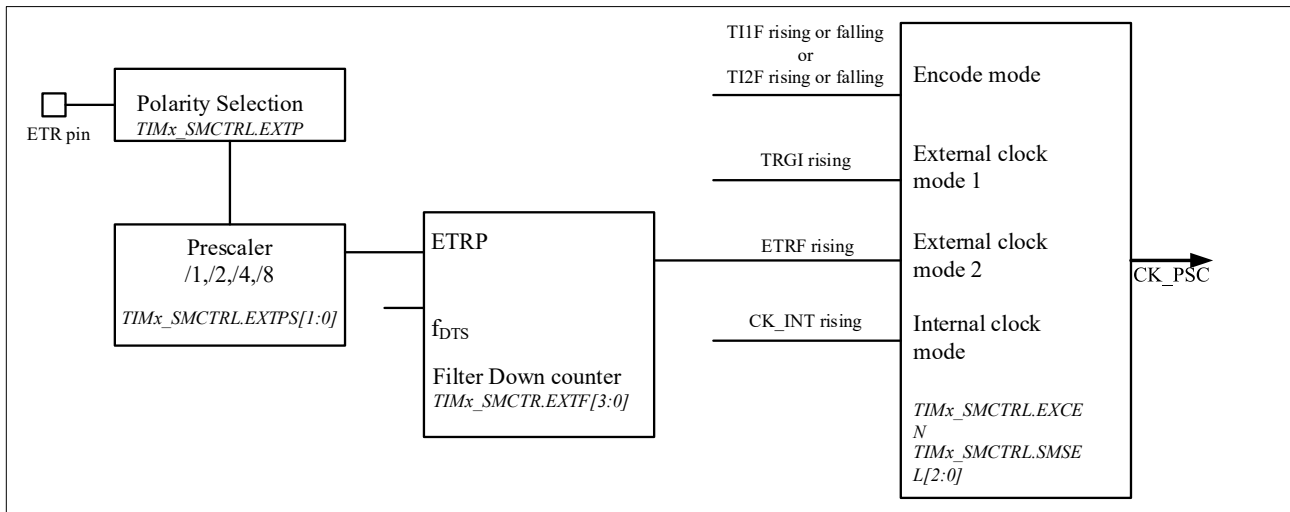 ETR pin
Polarity Selection
TIMx_SMCTRL.EXTP
Prescaler
/1,/2,/4,/8
TIMx_SMCTRL.EXTPS[1:0]
ETRP
fDTS
Filter Down counter
TIMx_SMCTR.EXTF[3:0]
TI1F rising or falling
or
TI2F rising or falling
TRGI rising
ETRF rising
CK_INT rising
Encode mode
External clock
mode 1
External clock
mode 2
Internal clock
mode
TIMx_SMCTRL.EXCE
N
TIMx_SMCTRL.SMSE
L[2:0]
CK_PSC